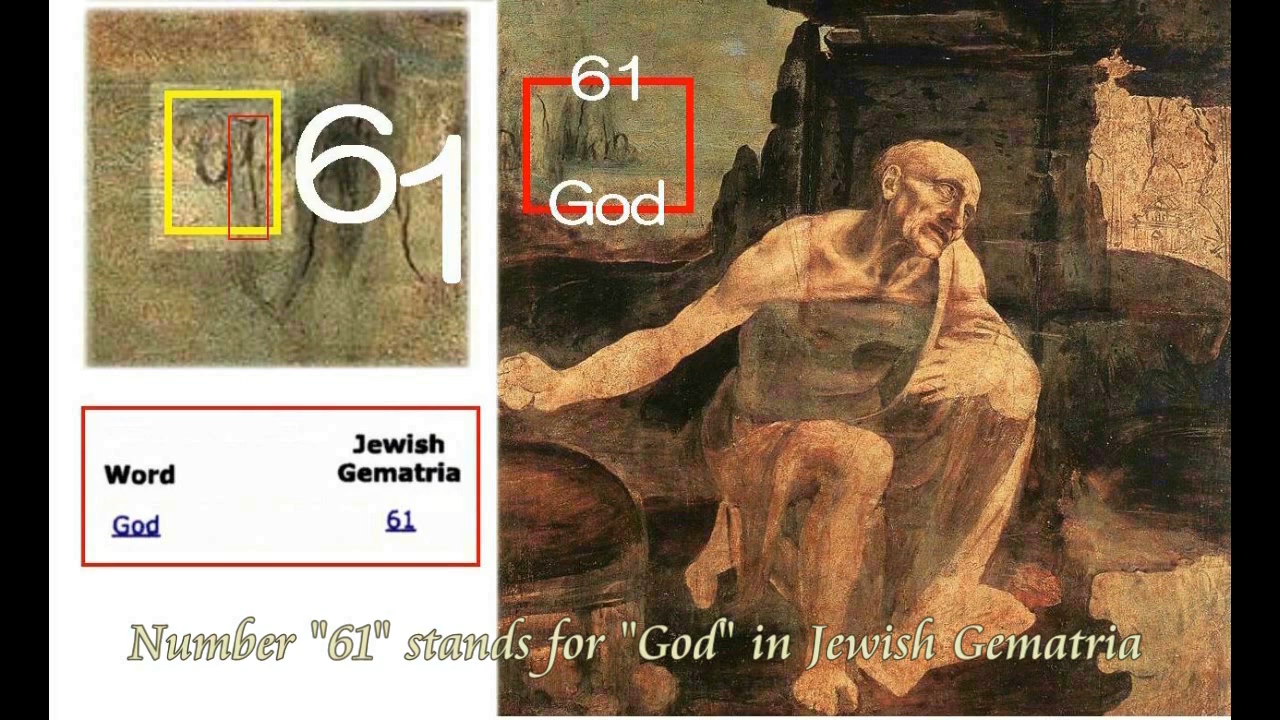 61
61
God
Jewish
Word Gematria
God 61
Number "61" stands for "God" in Jewish Gematria